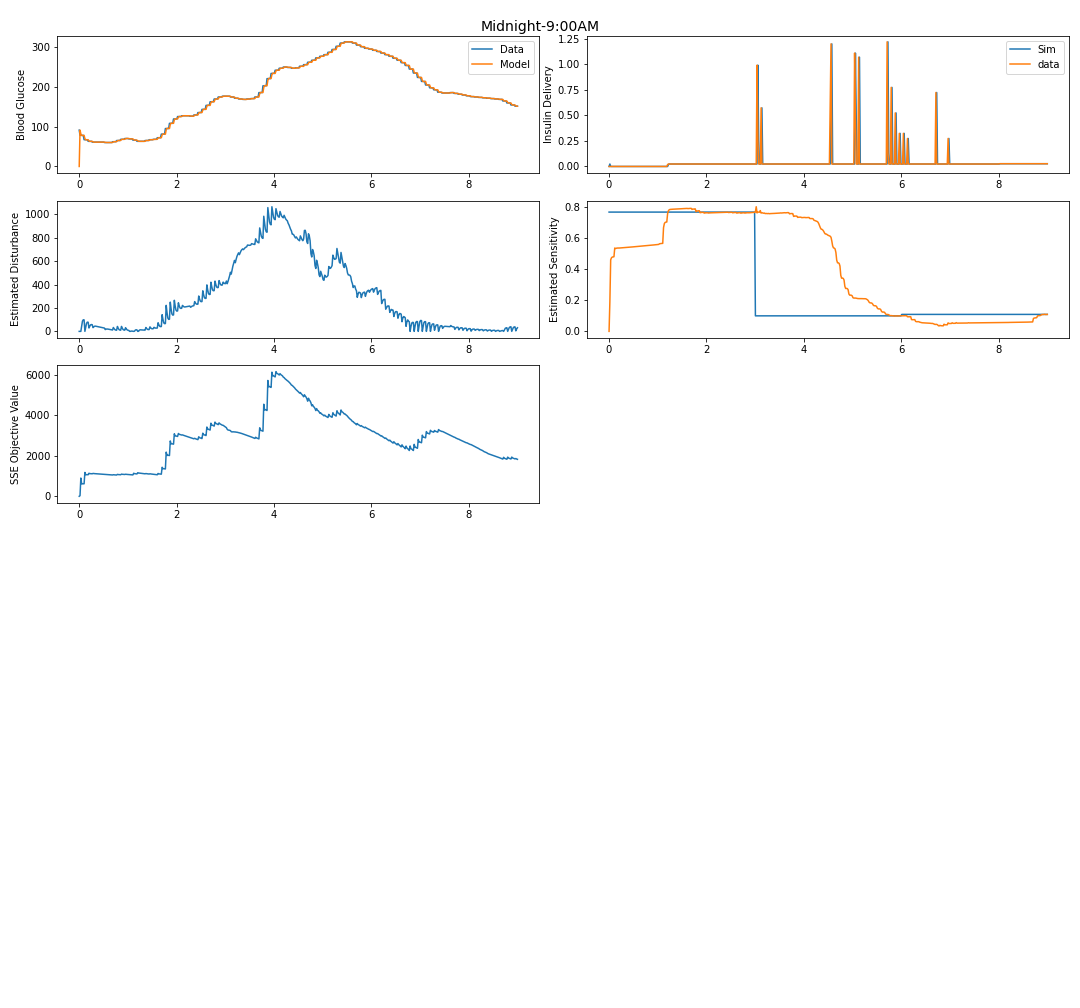 Midnight-9:00AM
Blood Glucose
300
200
100
0
Data
Model
0 2 4 6 8
Insulin Delivery
1.25
1.00
0.75
0.50
0.25
0.00
Sim
data
0 2 4 6 8
Estimated Disturbance
1000
800
600
400
200
0
0 2 4 6 8
Estimated Sensitivity
0.8
0.6
0.4
0.2
0.0
0 2 4 6 8
SSE Objective Value
6000
4000
2000
0
0 2 4 6 8